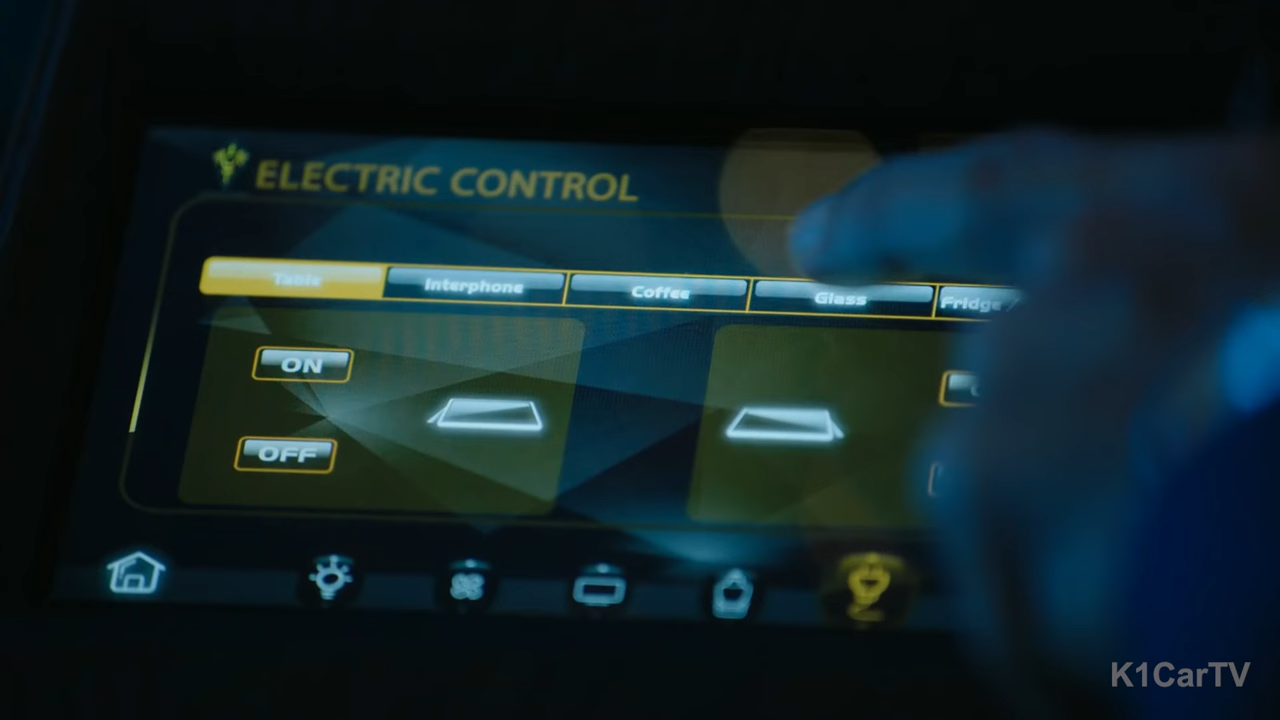 ELECTRIC CONTROL
Table Interphone Coffee Glass Fridge
ON
OFF
K1CarTV